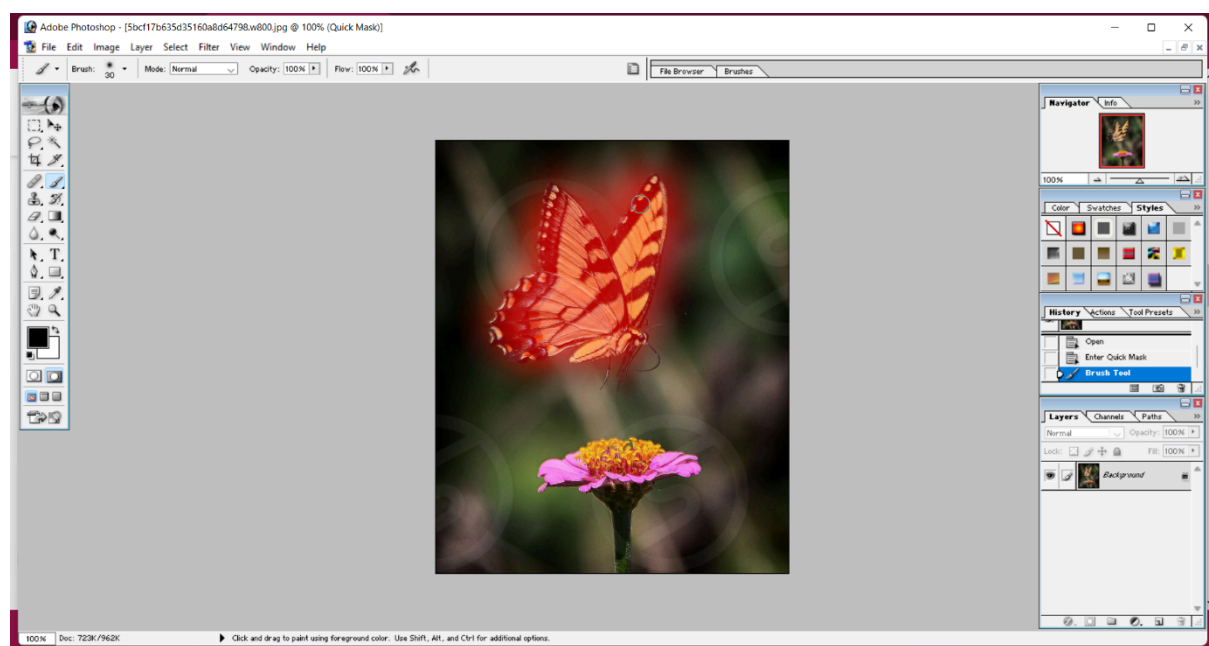 Adobe Photoshop - [5bcf17b635d35160a8d64798.w800.jpg @ 100% (Quick Mask)]
File Edit Image Layer Select Filter View Window Help
Brush: 30 Mode: Normal Opacity: 100% Flow: 100% File Browser Brushes
Navigator Info
100%
Color Swatches Styles
History Actions Tool Presets
Open
Enter Quick Mask
Brush Tool
Layers Channels Paths
Normal Opacity: 100%
Lock: Fill: 100%
Background
100% Doc: 723K/962K Click and drag to paint using foreground color. Use Shift, Alt, and Ctrl for additional options.